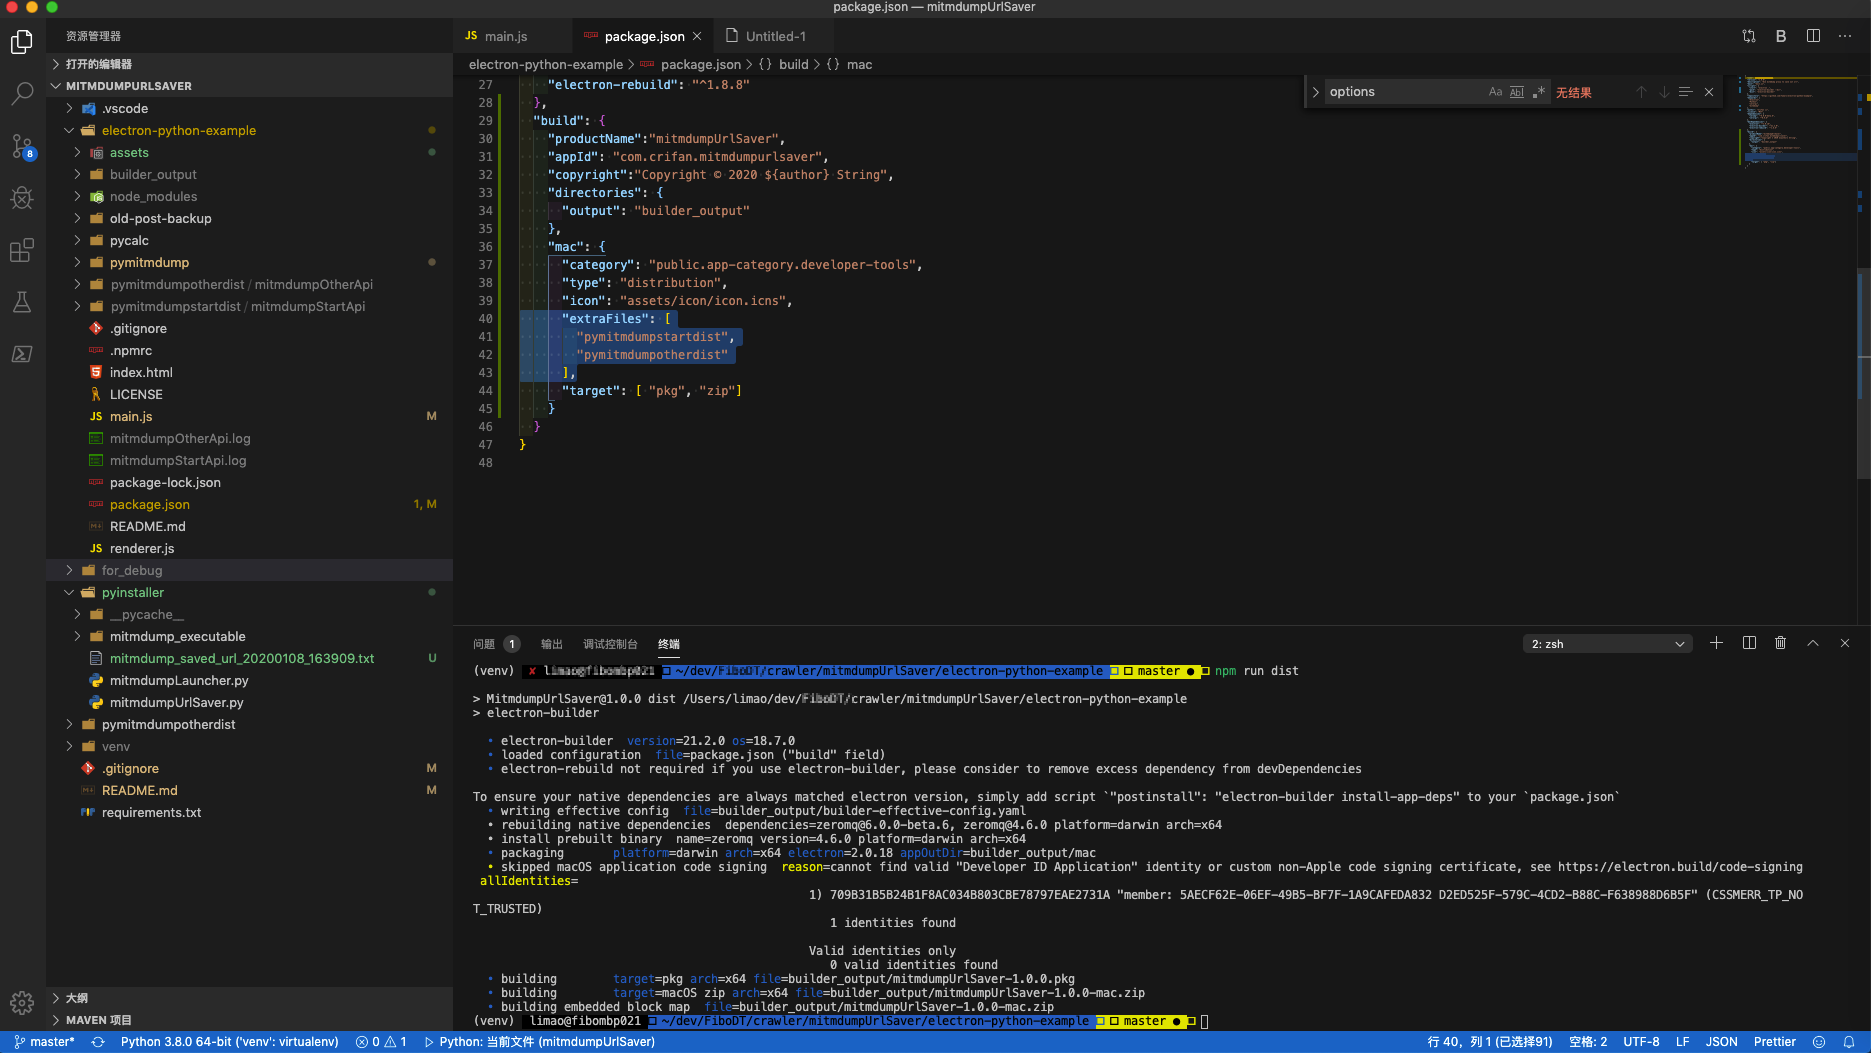 package.json — mitmdumpUrlSaver
资源管理器
打开的编辑器
MITMDUMPURLSAVER
.vscode
electron-python-example
assets
builder_output
node_modules
old-post-backup
pycalc
pymitmdump
pymitmdumpotherdist / mitmdumpOtherApi
pymitmdumpstartdist / mitmdumpStartApi
.gitignore
.npmrc
index.html
LICENSE
JS main.js M
mitmdumpOtherApi.log
mitmdumpStartApi.log
package-lock.json
package.json 1, M
README.md
JS renderer.js
for_debug
pyinstaller
__pycache__
mitmdump_executable
mitmdump_saved_url_20200108_163909.txt U
mitmdumpLauncher.py
mitmdumpUrlSaver.py
pymitmdumpotherdist
venv
.gitignore M
README.md M
requirements.txt
大纲
MAVEN 项目
8
JS main.js
package.json
Untitled-1
B
electron-python-example > package.json > {} build > {} mac
options Aa Abl .* 无结果
27 "electron-rebuild": "^1.8.8"
28 },
29 "build": {
30 "productName":"mitmdumpUrlSaver",
31 "appId": "com.crifan.mitmdumpurlsaver",
32 "copyright":"Copyright © 2020 ${author} String",
33 "directories": {
34 "output": "builder_output"
35 },
36 "mac": {
37 "category": "public.app-category.developer-tools",
38 "type": "distribution",
39 "icon": "assets/icon/icon.icns",
40 "extraFiles": [
41 "pymitmdumpstartdist",
42 "pymitmdumpotherdist"
43 ],
44 "target": [ "pkg", "zip"]
45 }
46 }
47 }
48
问题 1 输出 调试控制台 终端
2: zsh
(venv) ✘ limao@fibombp021 ~/dev/FiboDT/crawler/mitmdumpUrlSaver/electron-python-example master ● npm run dist
> MitmdumpUrlSaver@1.0.0 dist /Users/limao/dev/FiboDT/crawler/mitmdumpUrlSaver/electron-python-example
> electron-builder
• electron-builder version=21.2.0 os=18.7.0
• loaded configuration file=package.json ("build" field)
• electron-rebuild not required if you use electron-builder, please consider to remove excess dependency from devDependencies
To ensure your native dependencies are always matched electron version, simply add script `"postinstall": "electron-builder install-app-deps" to your `package.json`
• writing effective config file=builder_output/builder-effective-config.yaml
• rebuilding native dependencies dependencies=zeromq@6.0.0-beta.6, zeromq@4.6.0 platform=darwin arch=x64
• install prebuilt binary name=zeromq version=4.6.0 platform=darwin arch=x64
• packaging platform=darwin arch=x64 electron=2.0.18 appOutDir=builder_output/mac
• skipped macOS application code signing reason=cannot find valid "Developer ID Application" identity or custom non-Apple code signing certificate, see https://electron.build/code-signing
allIdentities=
1) 709B31B5B24B1F8AC034B803CBE78797EAE2731A "member: 5AECF62E-06EF-49B5-BF7F-1A9CAFEDA832 D2ED525F-579C-4CD2-B88C-F638988D6B5F" (CSSMERR_TP_NO
T_TRUSTED)
1 identities found
Valid identities only
0 valid identities found
• building target=pkg arch=x64 file=builder_output/mitmdumpUrlSaver-1.0.0.pkg
• building target=macOS zip arch=x64 file=builder_output/mitmdumpUrlSaver-1.0.0-mac.zip
• building embedded block map file=builder_output/mitmdumpUrlSaver-1.0.0-mac.zip
(venv) limao@fibombp021 ~/dev/FiboDT/crawler/mitmdumpUrlSaver/electron-python-example master ●
master* Python 3.8.0 64-bit ('venv': virtualenv) 0 1 Python: 当前文件 (mitmdumpUrlSaver) 行 40，列 1 (已选择91) 空格: 2 UTF-8 LF JSON Prettier